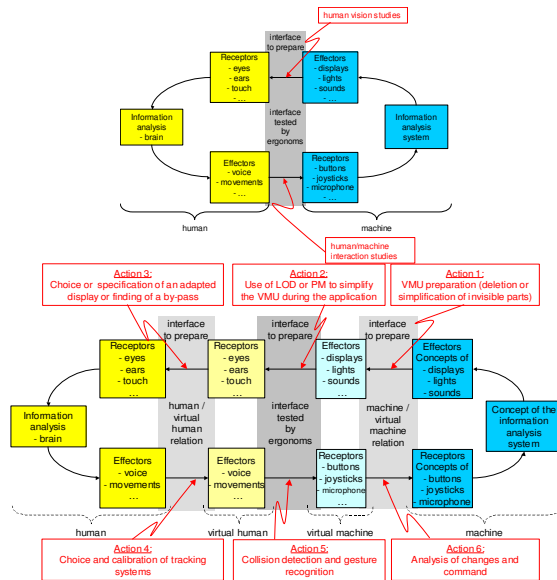 human vision studies
interface
to prepare
Receptors
- eyes
- ears
- touch
- ...
Effectors
- displays
- lights
- sounds
- ...
Information
analysis
- brain
interface
tested
by
ergonoms
Information
analysis
system
Effectors
- voice
- movements
- ...
Receptors
- buttons
- joysticks
- microphone
- ...
human
machine
human/machine
interaction studies
Action 3:
Choice or specification of an adapted
display or finding of a by-pass
Action 2:
Use of LOD or PM to simplify
the VMU during the application
Action 1:
VMU preparation (deletion or
simplification of invisible parts)
interface
to prepare
interface
to prepare
interface
to prepare
Receptors
- eyes
- ears
- touch
...
Receptors
- eyes
- ears
- touch
...
Effectors
- displays
- lights
- sounds
...
Effectors
Concepts of
- displays
- lights
- sounds
Information
analysis
- brain
human /
virtual
human
relation
interface
tested by
ergonoms
machine /
virtual
machine
relation
Concept of the
information
analysis
system
Effectors
- voice
- movements
...
Effectors
- voice
- movements
...
Receptors
- buttons
- joysticks
- microphone
...
Receptors
Concepts of
- buttons
- joysticks
- microphone
human
virtual human
virtual machine
machine
Action 4:
Choice and calibration of tracking
systems
Action 5:
Collision detection and gesture
recognition
Action 6:
Analysis of changes and
command